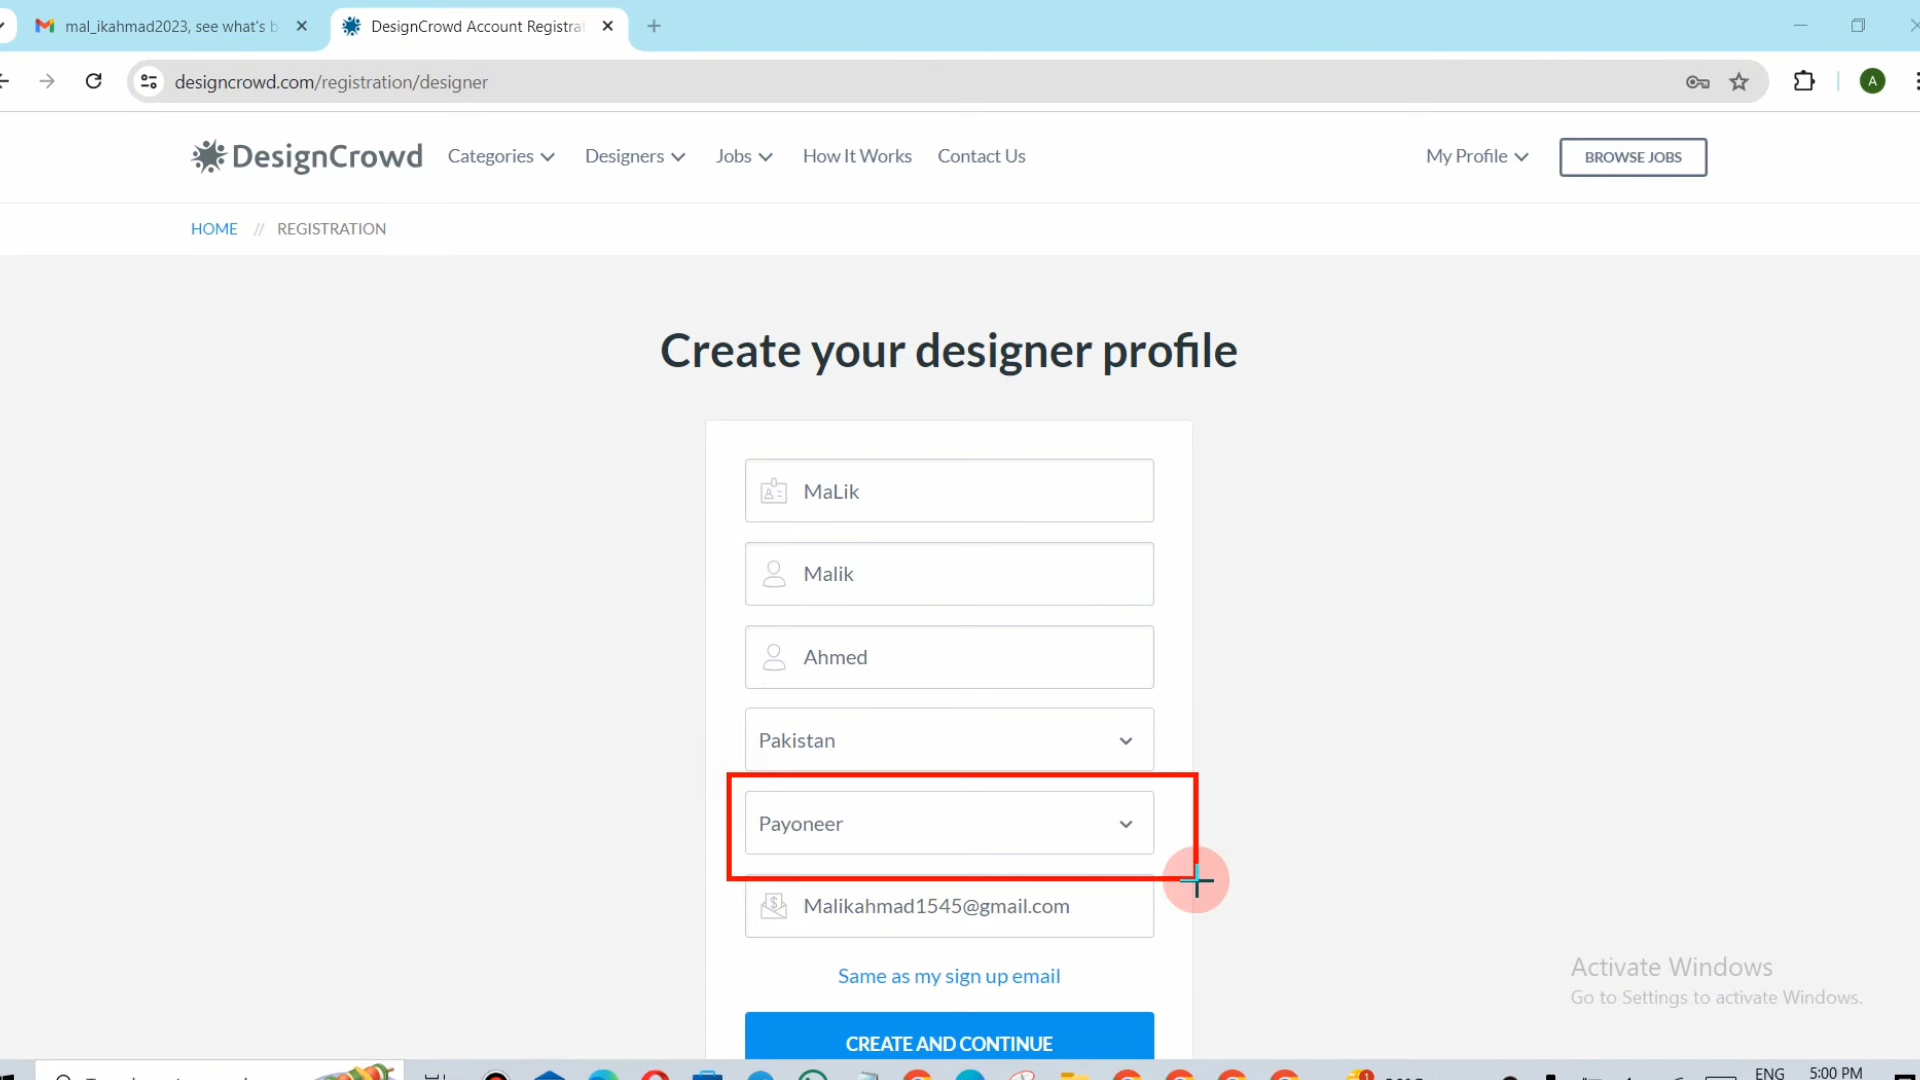 mal_ikahmad2023, see what's b
DesignCrowd Account Registra
designcrowd.com/registration/designer
A
DesignCrowd
Categories
Designers
Jobs
How It Works
Contact Us
My Profile
BROWSE JOBS
HOME // REGISTRATION
Create your designer profile
MaLik
Malik
Ahmed
Pakistan
Payoneer
Malikahmad1545@gmail.com
Same as my sign up email
CREATE AND CONTINUE
Activate Windows
Go to Settings to activate Windows.
ENG
5:00 PM